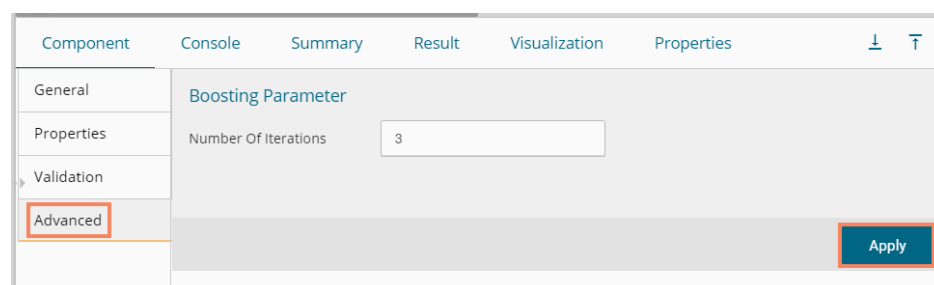 Component Console Summary Result Visualization Properties
General
Boosting Parameter
Properties
Number Of Iterations 3
Validation
Advanced
Apply